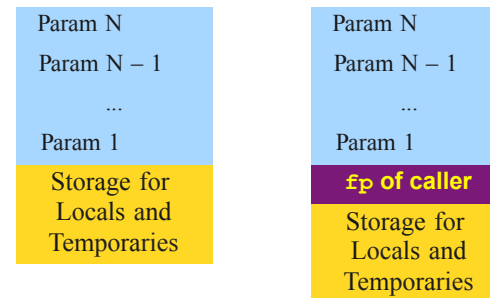 Param N
Param N – 1
...
Param 1
Storage for
Locals and
Temporaries
Param N
Param N – 1
...
Param 1
fp of caller
Storage for
Locals and
Temporaries